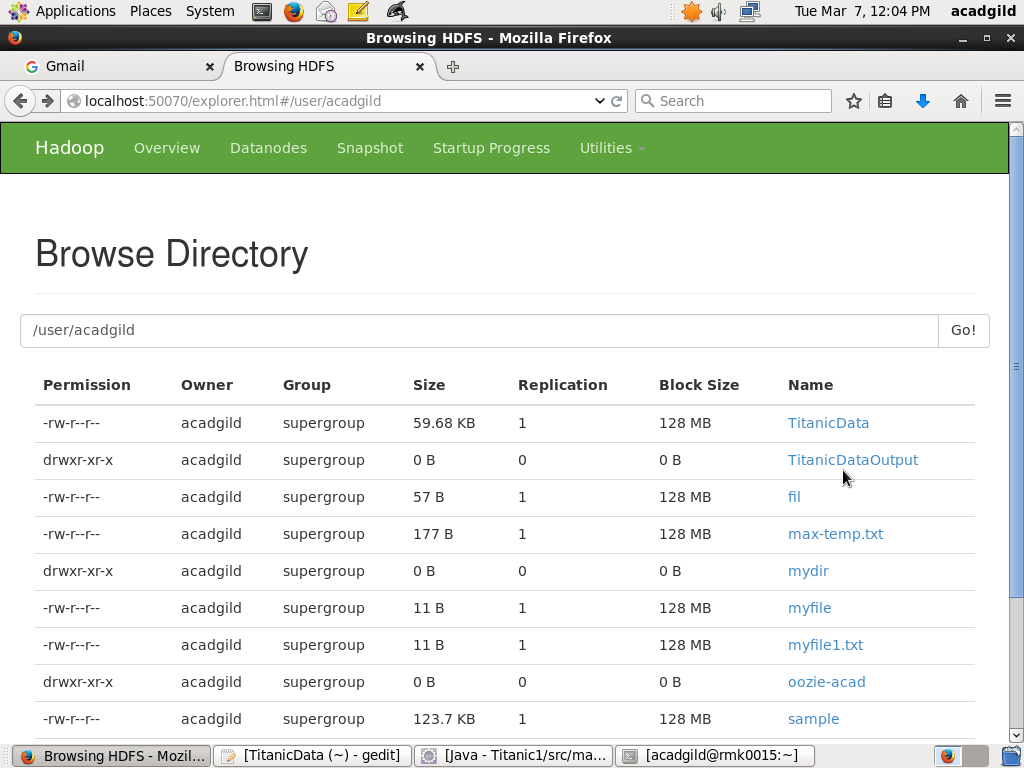 Applications Places System Tue Mar 7, 12:04 PM acadgild
Browsing HDFS - Mozilla Firefox
Gmail Browsing HDFS
localhost:50070/explorer.html#/user/acadgild Search
Hadoop Overview Datanodes Snapshot Startup Progress Utilities
Browse Directory
/user/acadgild Go!
Permission Owner Group Size Replication Block Size Name
-rw-r--r-- acadgild supergroup 59.68 KB 1 128 MB TitanicData
drwxr-xr-x acadgild supergroup 0 B 0 0 B TitanicDataOutput
-rw-r--r-- acadgild supergroup 57 B 1 128 MB fil
-rw-r--r-- acadgild supergroup 177 B 1 128 MB max-temp.txt
drwxr-xr-x acadgild supergroup 0 B 0 0 B mydir
-rw-r--r-- acadgild supergroup 11 B 1 128 MB myfile
-rw-r--r-- acadgild supergroup 11 B 1 128 MB myfile1.txt
drwxr-xr-x acadgild supergroup 0 B 0 0 B oozie-acad
-rw-r--r-- acadgild supergroup 123.7 KB 1 128 MB sample
Browsing HDFS - Mozil... [TitanicData (~) - gedit] [Java - Titanic1/src/ma... [acadgild@rmk0015:~]